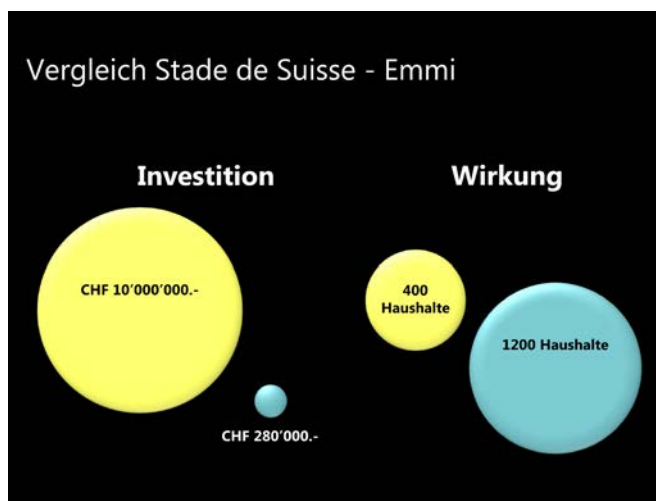 Vergleich Stade de Suisse - Emmi
Investition
Wirkung
CHF 10’000’000.-
400
Haushalte
1200 Haushalte
CHF 280’000.-